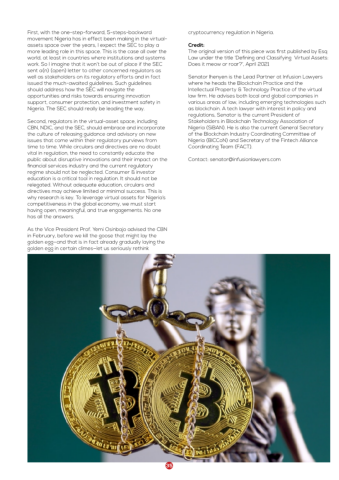 First, with the one-step-forward, 5-steps-backward
movement Nigeria has in effect been making in the virtual-
assets space over the years, I expect the SEC to play a
more leading role in this space. This is the case all over the
world, at least in countries where institutions and systems
work. So I imagine that it won't be out of place if the SEC
sent a(n) (open) letter to other concerned regulators as
well as stakeholders on its regulatory efforts and in fact
issued the much-awaited guidelines. Such guidelines
should address how the SEC will navigate the
opportunities and risks towards ensuring innovation
support, consumer protection, and investment safety in
Nigeria. The SEC should really be leading the way.
Second, regulators in the virtual-asset space, including
CBN, NDIC, and the SEC, should embrace and incorporate
the culture of releasing guidance and advisory on new
issues that come within their regulatory purviews from
time to time. While circulars and directives are no doubt
vital in regulation, the need to constantly educate the
public about disruptive innovations and their impact on the
financial services industry and the current regulatory
regime should not be neglected. Consumer & investor
education is a critical tool in regulation. It should not be
relegated. Without adequate education, circulars and
directives may achieve limited or minimal success. This is
why research is key. To leverage virtual assets for Nigeria's
competitiveness in the global economy, we must start
having open, meaningful, and true engagements. No one
has all the answers.
As the Vice President Prof. Yemi Osinbajo advised the CBN
in February, before we kill the goose that might lay the
golden egg—and that is in fact already gradually laying the
golden egg in certain climes—let us seriously rethink
cryptocurrency regulation in Nigeria.
Credit:
The original version of this piece was first published by Esq
Law under the title "Defining and Classifying Virtual Assets:
Does it meow or roar?", April 2021
Senator Ihenyen is the Lead Partner at Infusion Lawyers
where he heads the Blockchain Practice and the
Intellectual Property & Technology Practice of the virtual
law firm. He advises both local and global companies in
various areas of law, including emerging technologies such
as blockchain. A tech lawyer with interest in policy and
regulations, Senator is the current President of
Stakeholders in Blockchain Technology Association of
Nigeria (SiBAN). He is also the current General Secretary
of the Blockchain Industry Coordinating Committee of
Nigeria (BICCoN) and Secretary of the Fintech Alliance
Coordinating Team (FACT).
Contact: senator@infusionlawyers.com